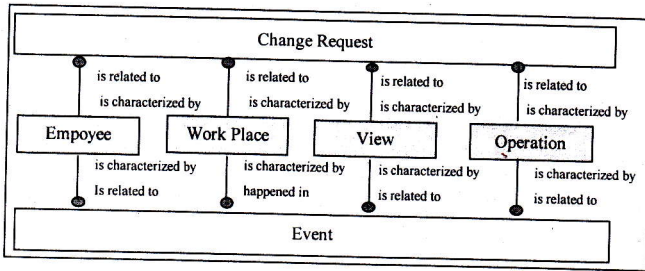 Change Request
is related to is related to is related to is related to
is characterized by is characterized by is characterized by is characterized by
Empoyee Work Place View Operation
is characterized by is characterized by is characterized by is characterized by
Is related to happened in is related to is related to
Event